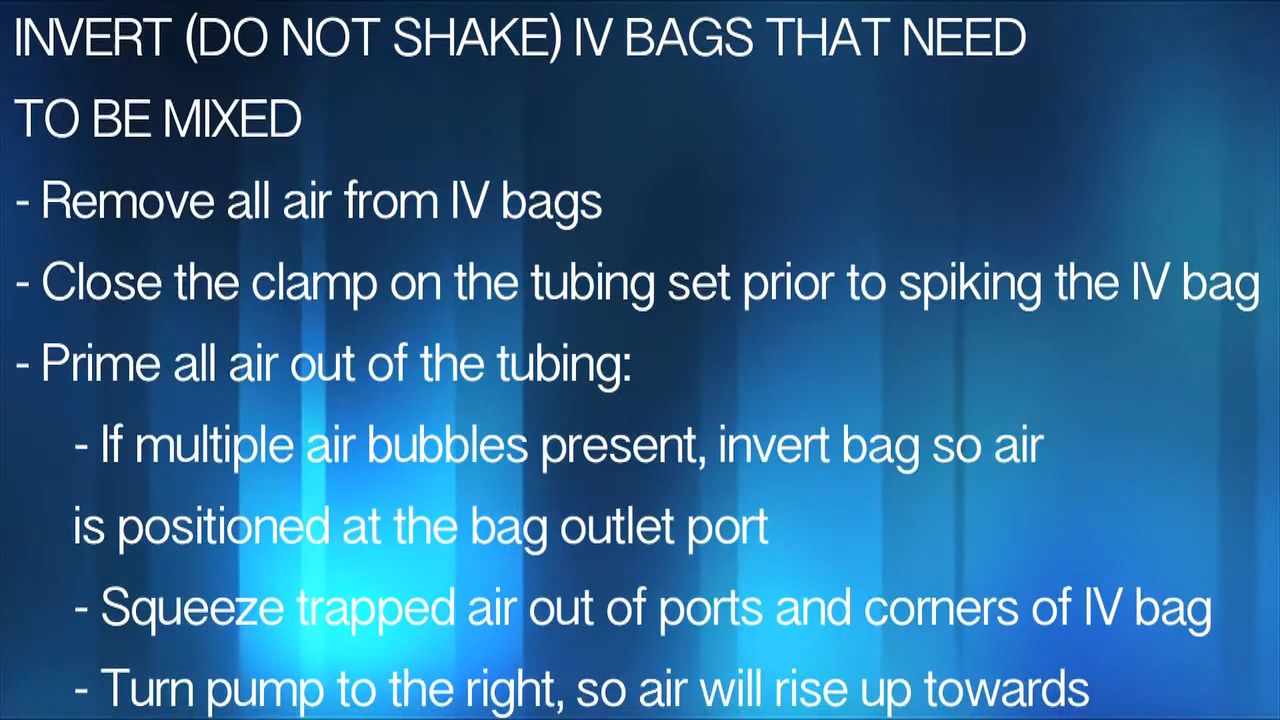 INVERT (DO NOT SHAKE) IV BAGS THAT NEED
TO BE MIXED
- Remove all air from IV bags
- Close the clamp on the tubing set prior to spiking the IV bag
- Prime all air out of the tubing:
- If multiple air bubbles present, invert bag so air
is positioned at the bag outlet port
- Squeeze trapped air out of ports and corners of IV bag
- Turn pump to the right, so air will rise up towards